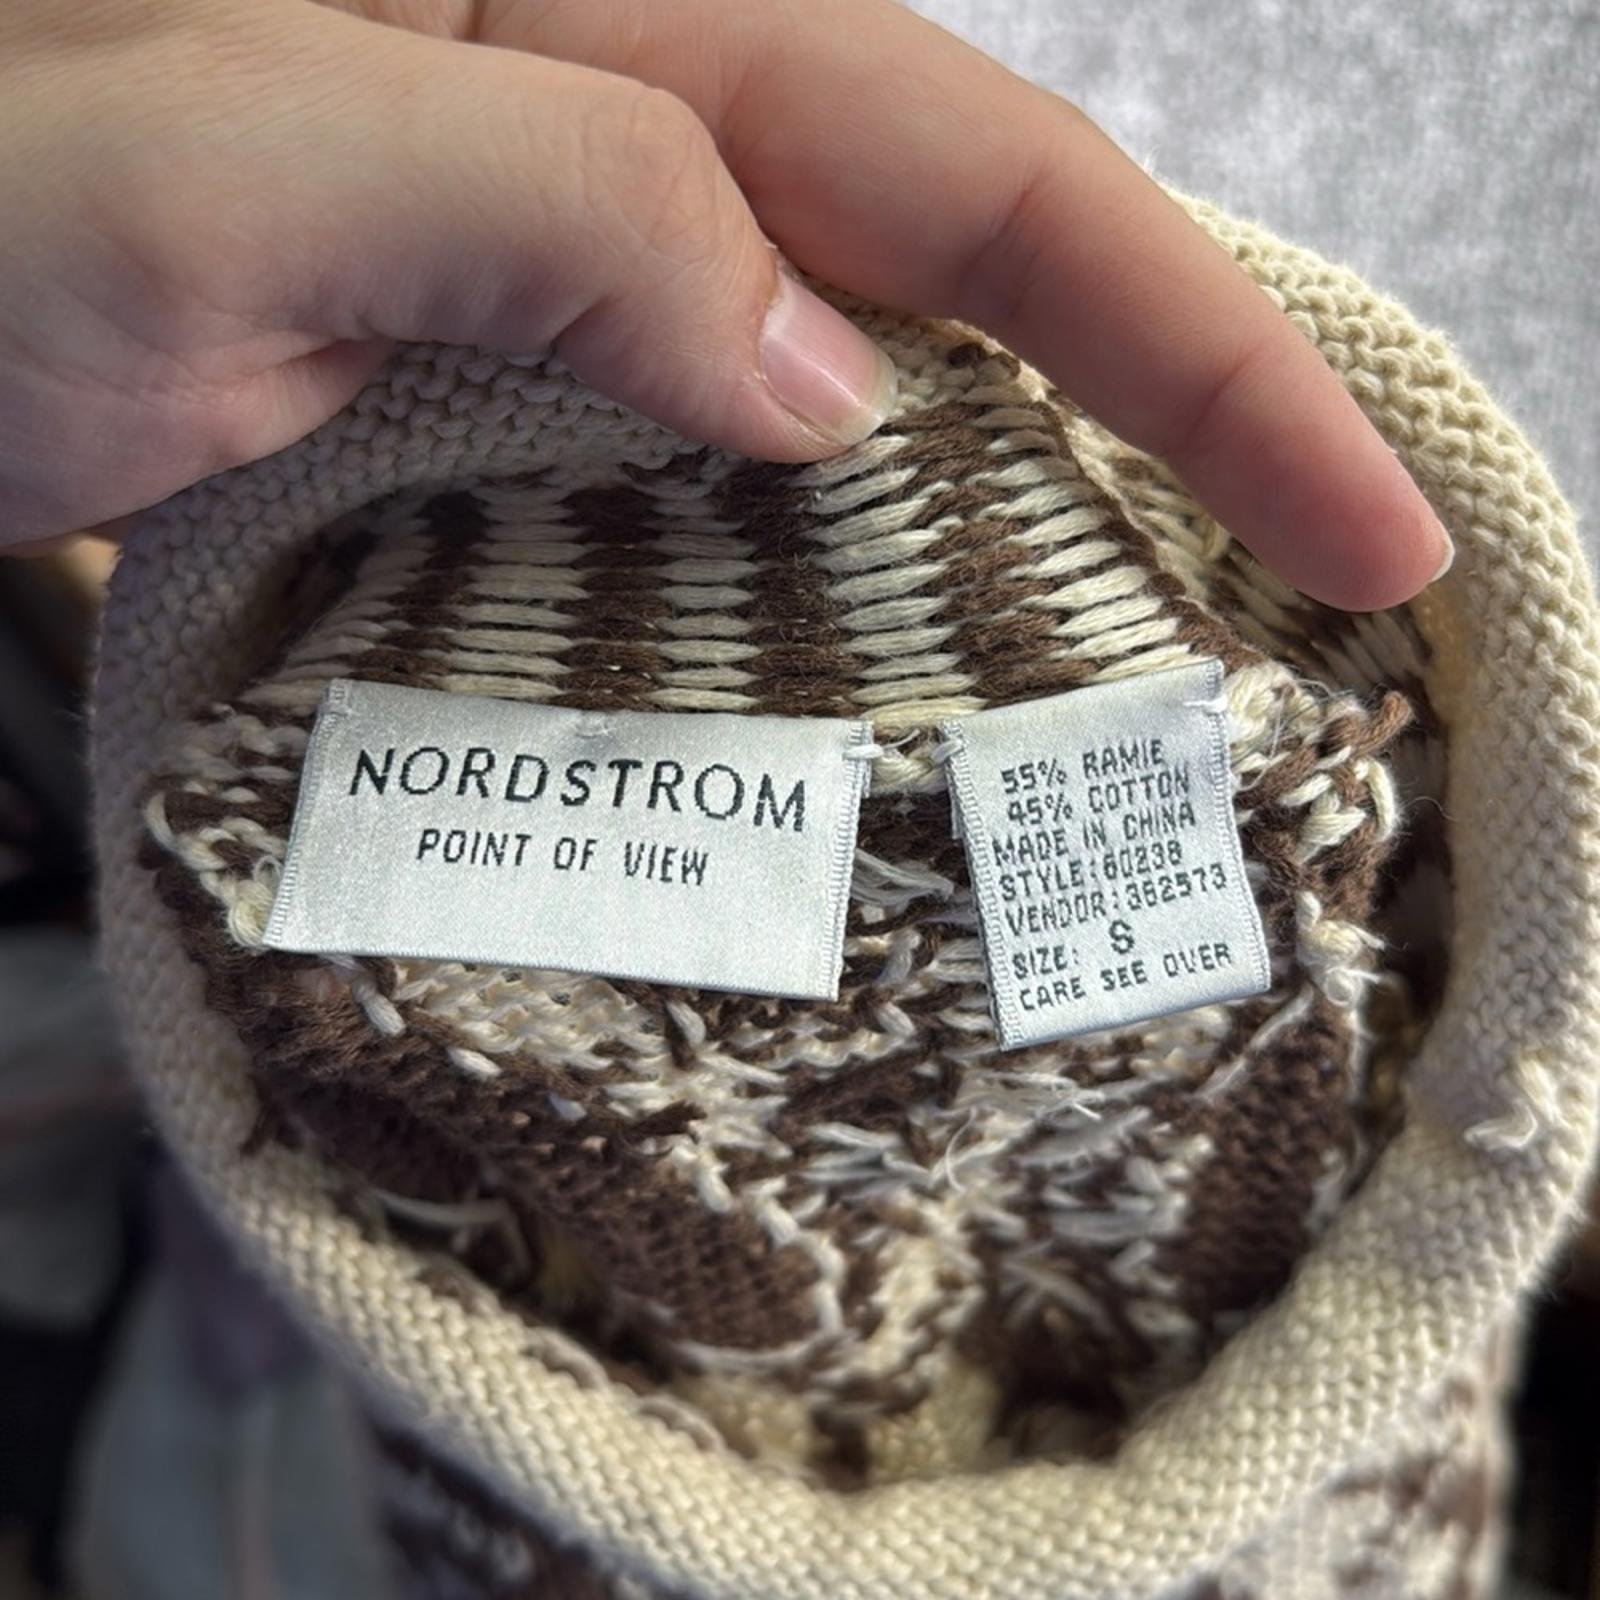 NORDSTROM
POINT OF VIEW
55% RAMIE
45% COTTON
MADE IN CHINA
STYLE:60238
VENDOR:362573
SIZE: S
CARE SEE OVER